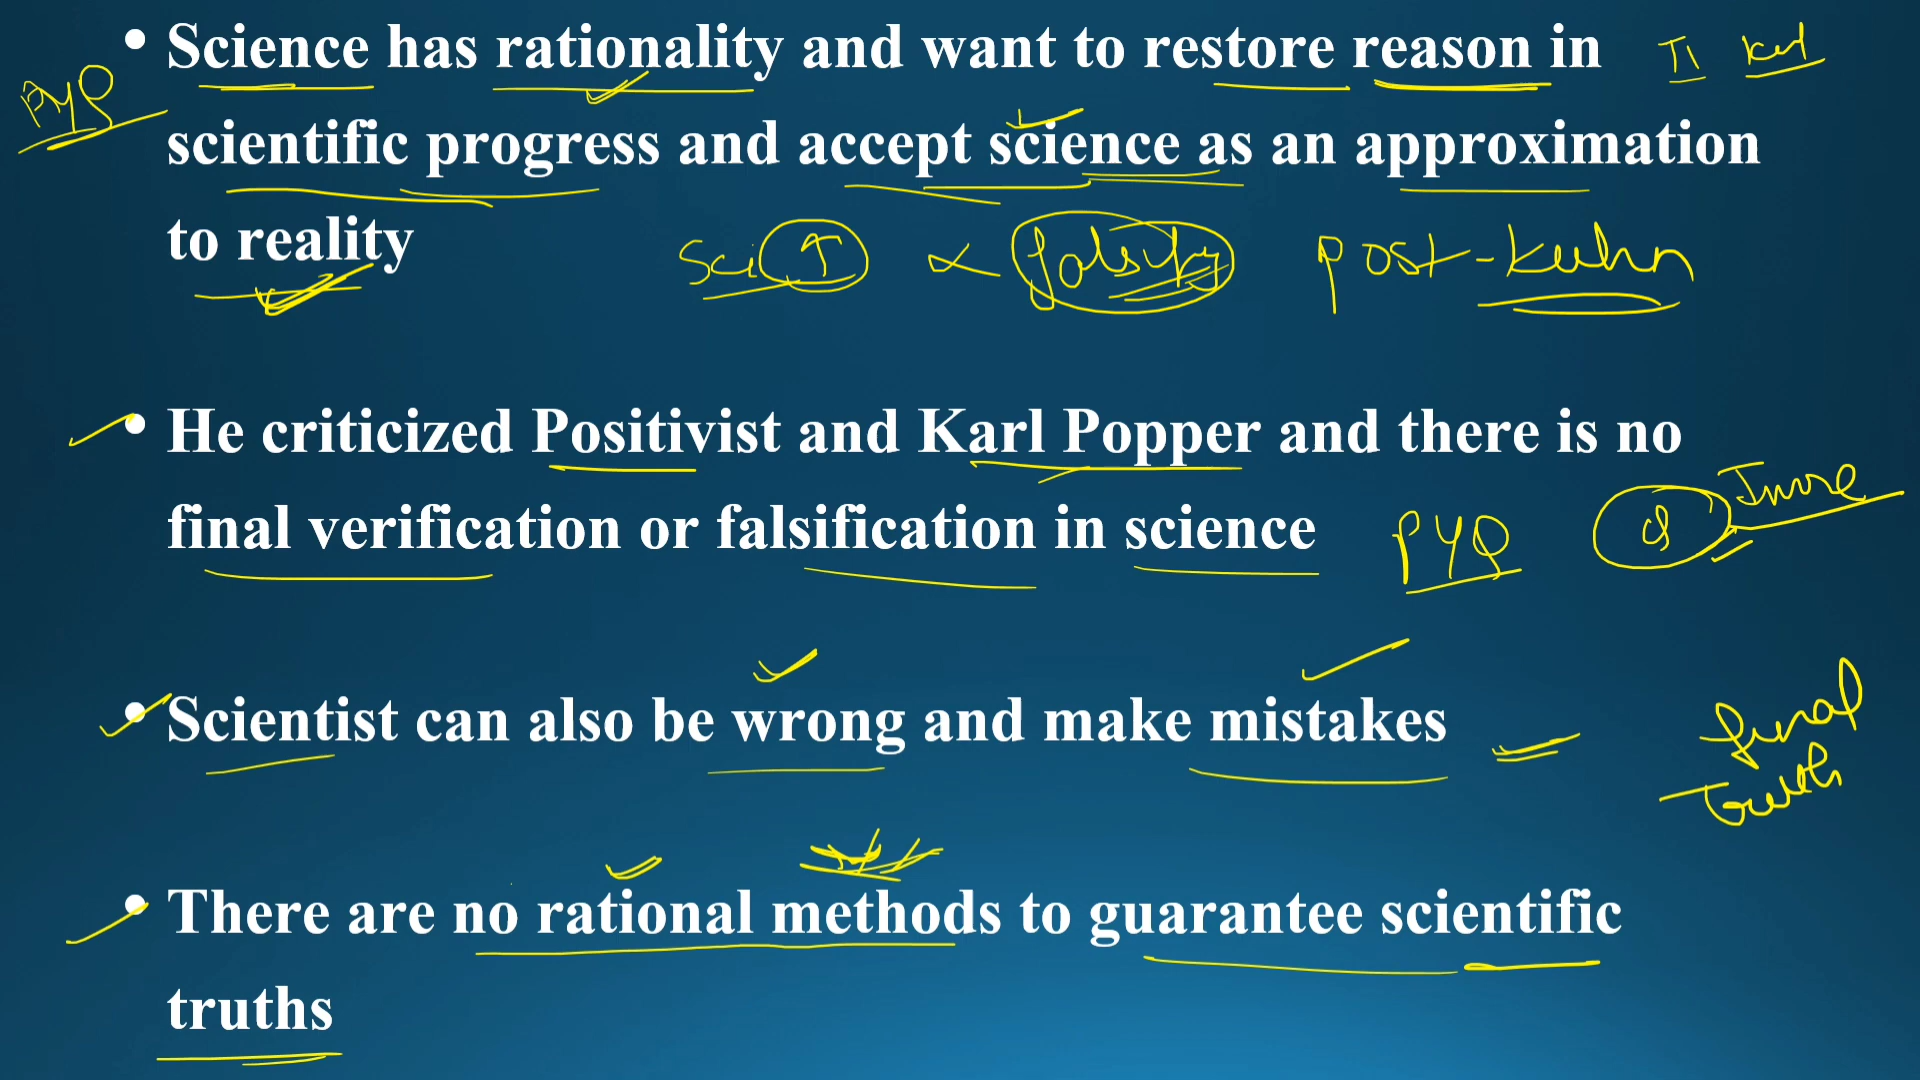 • Science has rationality and want to restore reason in
PYQ
scientific progress and accept science as an approximation
to reality
Sci ↑ ∝ falsify post-kuhn
• He criticized Positivist and Karl Popper and there is no
final verification or falsification in science
PYQ
• Scientist can also be wrong and make mistakes
final
Truth
• There are no rational methods to guarantee scientific
truths